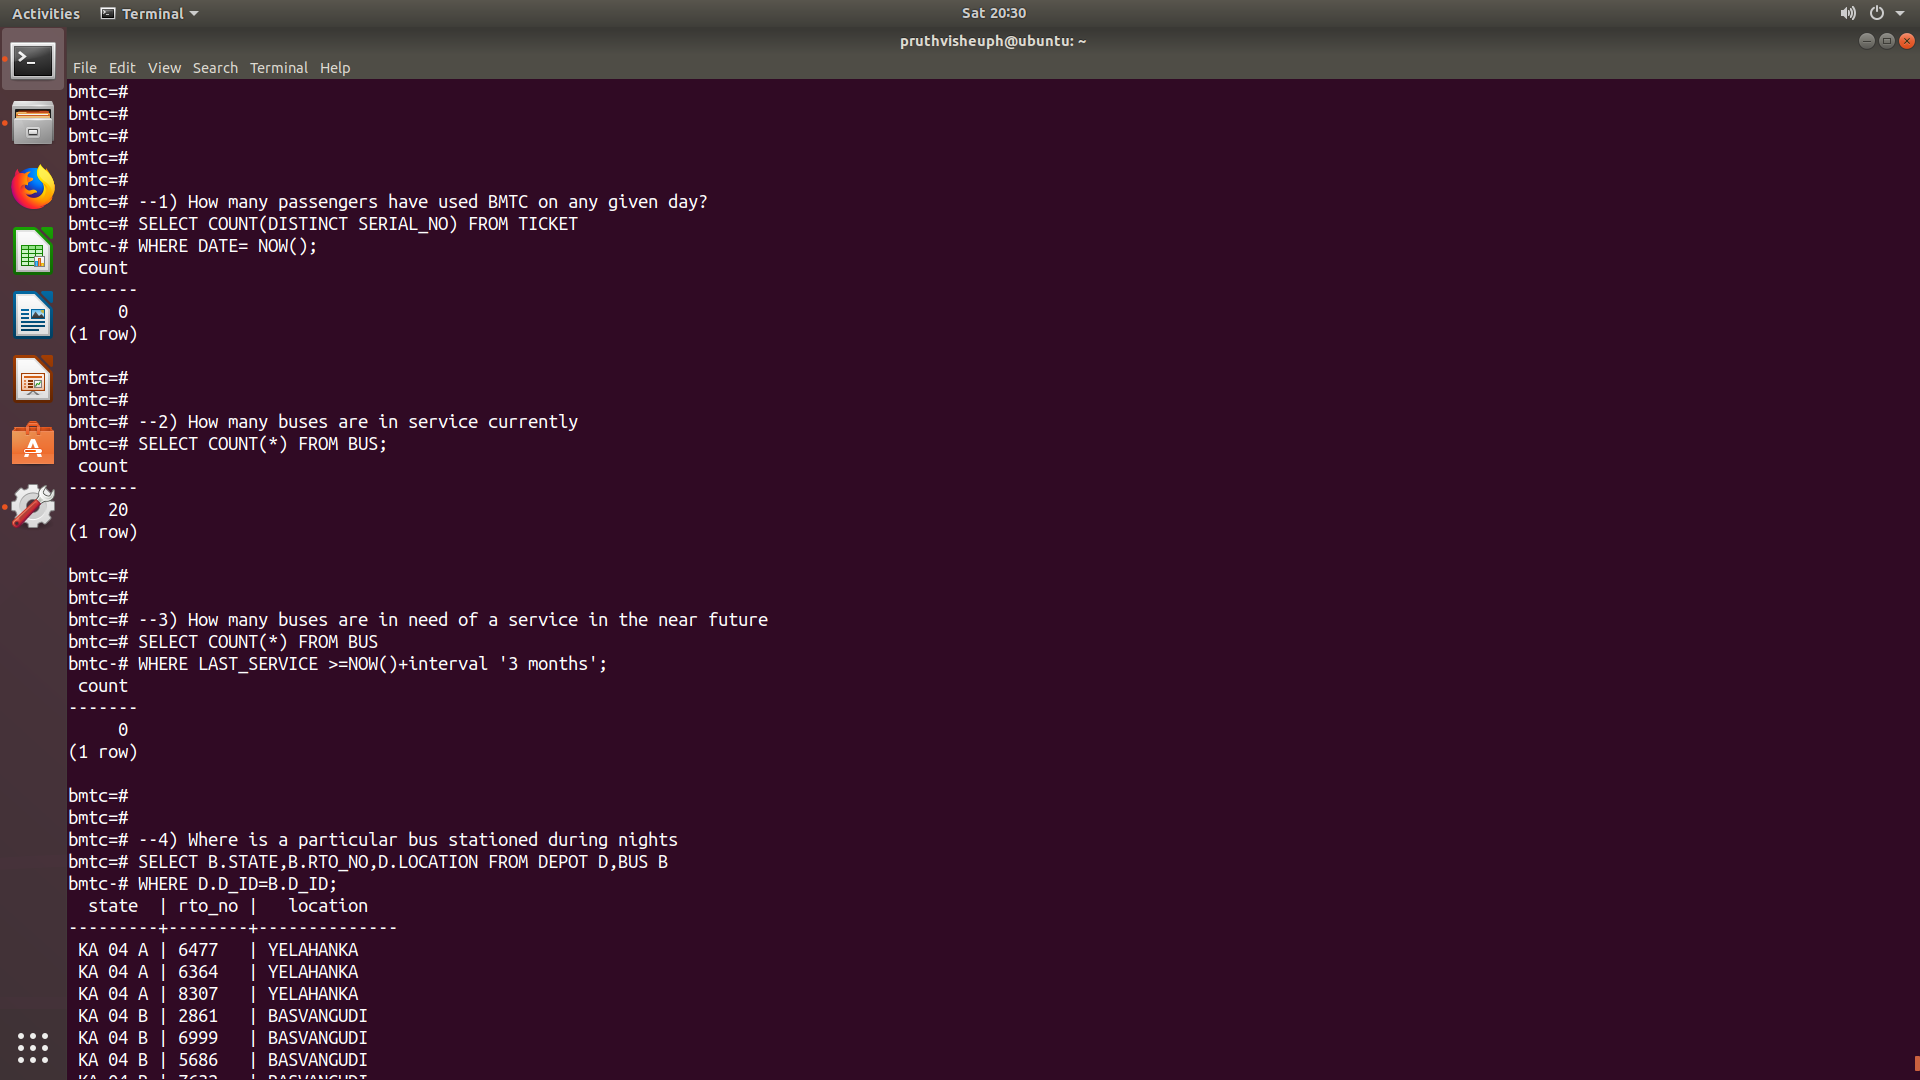 Activities Terminal Sat 20:30
pruthvisheuph@ubuntu: ~
File Edit View Search Terminal Help
bmtc=#
bmtc=#
bmtc=#
bmtc=#
bmtc=#
bmtc=# --1) How many passengers have used BMTC on any given day?
bmtc=# SELECT COUNT(DISTINCT SERIAL_NO) FROM TICKET
bmtc-# WHERE DATE= NOW();
count
-------
0
(1 row)
bmtc=#
bmtc=#
bmtc=# --2) How many buses are in service currently
bmtc=# SELECT COUNT(*) FROM BUS;
count
-------
20
(1 row)
bmtc=#
bmtc=#
bmtc=# --3) How many buses are in need of a service in the near future
bmtc=# SELECT COUNT(*) FROM BUS
bmtc-# WHERE LAST_SERVICE >=NOW()+interval '3 months';
count
-------
0
(1 row)
bmtc=#
bmtc=#
bmtc=# --4) Where is a particular bus stationed during nights
bmtc=# SELECT B.STATE,B.RTO_NO,D.LOCATION FROM DEPOT D,BUS B
bmtc-# WHERE D.D_ID=B.D_ID;
state | rto_no | location
---------+--------+--------------
KA 04 A | 6477 | YELAHANKA
KA 04 A | 6364 | YELAHANKA
KA 04 A | 8307 | YELAHANKA
KA 04 B | 2861 | BASVANGUDI
KA 04 B | 6999 | BASVANGUDI
KA 04 B | 5686 | BASVANGUDI
KA 04 B | 7632 | BASVANGUDI